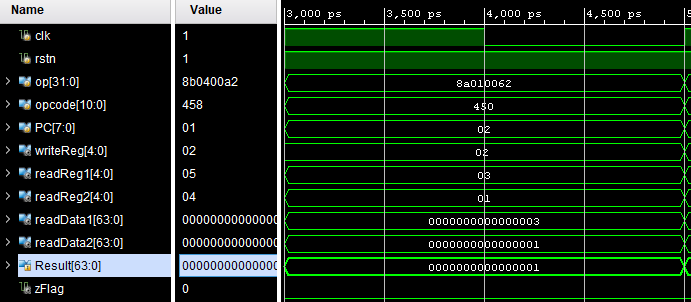 Name Value 3,000 ps 3,500 ps 4,000 ps 4,500 ps
clk 1
rstn 1
op[31:0] 8b0400a2 8a010062
opcode[10:0] 458 450
PC[7:0] 01 02
writeReg[4:0] 02 02
readReg1[4:0] 05 03
readReg2[4:0] 04 01
readData1[63:0] 00000000000000 0000000000000003
readData2[63:0] 00000000000000 0000000000000001
Result[63:0] 00000000000000 0000000000000001
zFlag 0